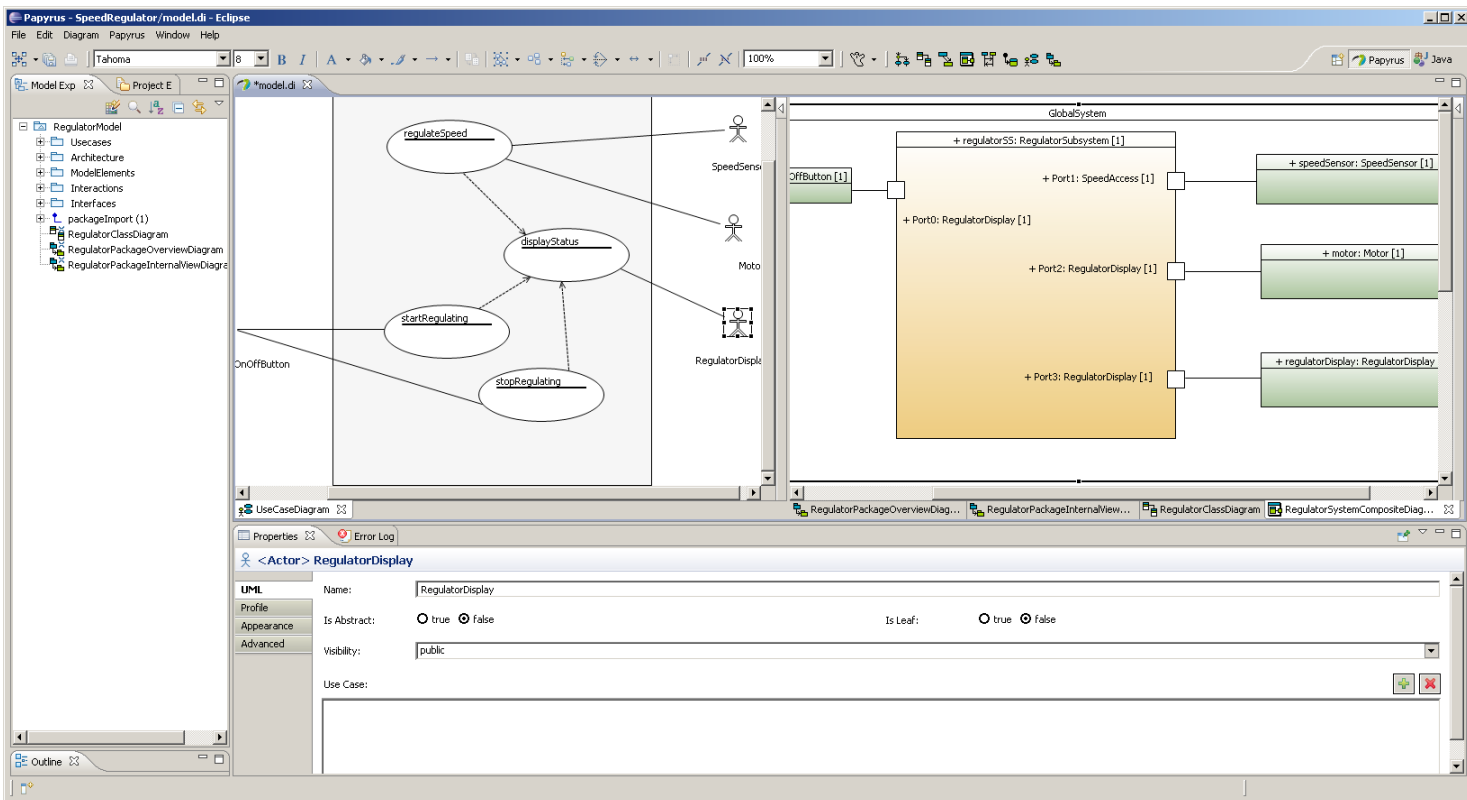 Papyrus - SpeedRegulator/model.di - Eclipse
File Edit Diagram Papyrus Window Help
Tahoma 8 B I A 100% Papyrus Java
Model Exp Project E
RegulatorModel
Usecases
Architecture
ModelElements
Interactions
Interfaces
packageImport (1)
RegulatorClassDiagram
RegulatorPackageOverviewDiagram
RegulatorPackageInternalViewDiagra
Outline
*model.di
regulateSpeed
SpeedSens
displayStatus
Moto
startRegulating
OnOffButton
RegulatorDispla
stopRegulating
UseCaseDiagram
GlobalSystem
+ regulatorSS: RegulatorSubsystem [1]
OffButton [1]
+ Port1: SpeedAccess [1]
+ speedSensor: SpeedSensor [1]
+ Port0: RegulatorDisplay [1]
+ motor: Motor [1]
+ Port2: RegulatorDisplay [1]
+ regulatorDisplay: RegulatorDisplay
+ Port3: RegulatorDisplay [1]
RegulatorPackageOverviewDiag... RegulatorPackageInternalView... RegulatorClassDiagram RegulatorSystemCompositeDiag...
Properties Error Log
<Actor> RegulatorDisplay
UML
Profile
Appearance
Advanced
Name: RegulatorDisplay
Is Abstract: true false Is Leaf: true false
Visibility: public
Use Case: